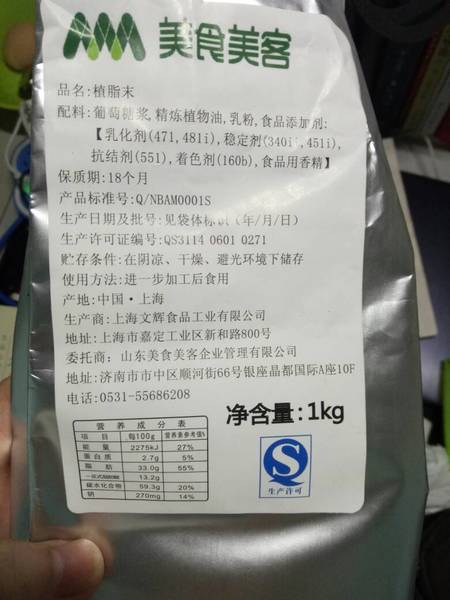 美食美客
品名:植脂末
配料:葡萄糖浆,精炼植物油,乳粉,食品添加剂:
【乳化剂(471,481i),稳定剂(340ii,451i),
抗结剂(551),着色剂(160b),食品用香精】
保质期:18个月
产品标准号:Q/NBAM0001S
生产日期及批号:见袋体标识(年/月/日)
生产许可证编号:QS3114 0601 0271
贮存条件:在阴凉、干燥、避光环境下储存
使用方法:进一步加工后食用
产地:中国·上海
生产商:上海文辉食品工业有限公司
地址:上海市嘉定工业区新和路800号
委托商:山东美食美客企业管理有限公司
地址:济南市市中区顺河街66号银座晶都国际A座10F
电话:0531-55686208
净含量:1kg
营养成分表
项目 每100g 营养素参考值%
能量 2275kJ 27%
蛋白质 2.7g 5%
脂肪 33.0g 55%
13.2g
碳水化合物 59.3g 20%
钠 270mg 14%
生产许可